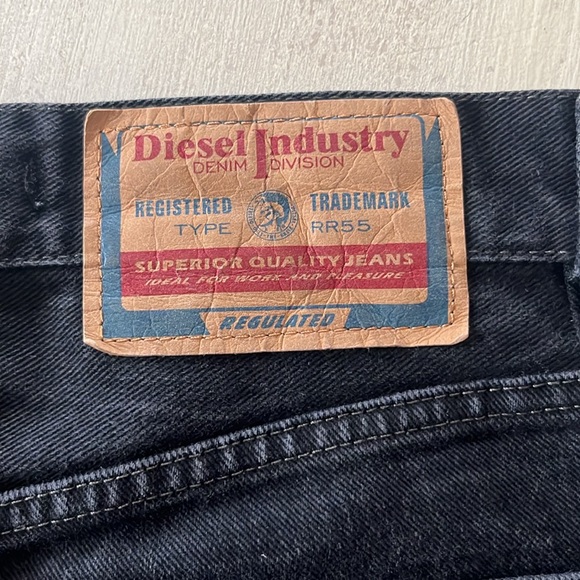 Diesel Industry
DENIM DIVISION
REGISTERED TRADEMARK
TYPE RR55
SUPERIOR QUALITY JEANS
IDEAL FOR WORK AND PLEASURE
REGULATED